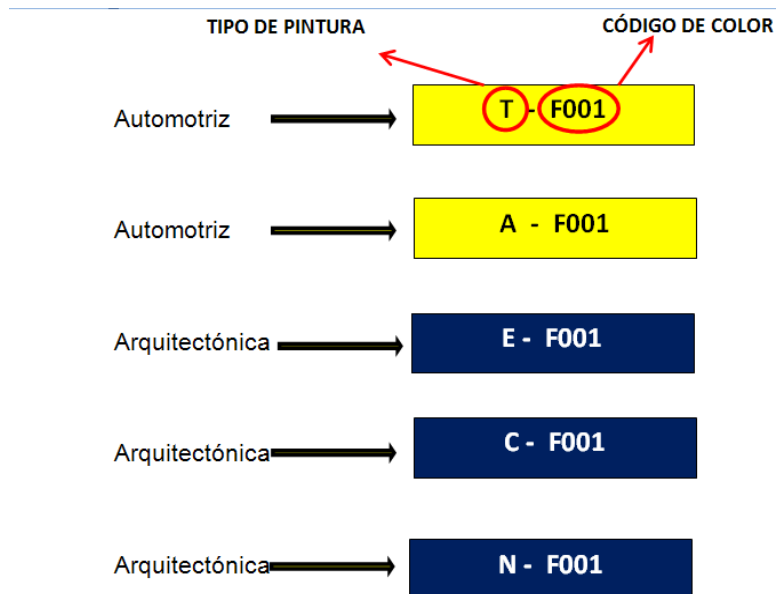 TIPO DE PINTURA
CÓDIGO DE COLOR
Automotriz
T - F001
Automotriz
A - F001
Arquitectónica
E - F001
Arquitectónica
C - F001
Arquitectónica
N - F001